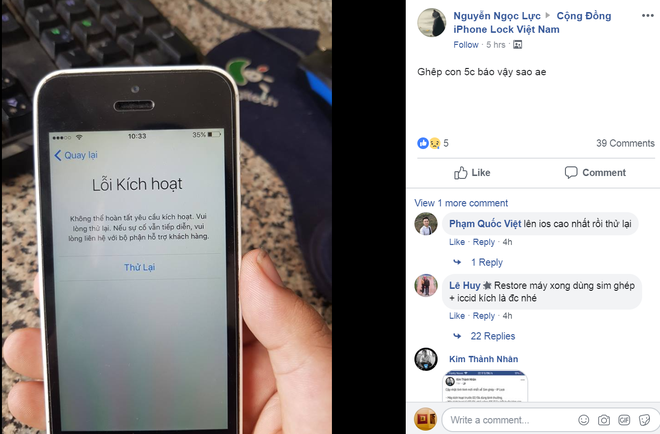 10:33
35%
Quay lại
Lỗi Kích hoạt
Không thể hoàn tất yêu cầu kích hoạt. Vui
lòng thử lại. Nếu sự cố vẫn tiếp diễn, vui
lòng liên hệ với bộ phận hỗ trợ khách hàng.
Thử Lại
Nguyễn Ngọc Lực ▸ Cộng Đồng
iPhone Lock Việt Nam
Follow · 5 hrs ·
Ghép con 5c báo vậy sao ae
5
39 Comments
Like
Comment
View 1 more comment
Phạm Quốc Việt lên ios cao nhất rồi thử lại
Like · Reply · 4h
1 Reply
Lê Huy Restore máy xong dùng sim ghép
+ iccid kích là đc nhé
Like · Reply · 4h
22 Replies
Kim Thành Nhân
Write a comment...